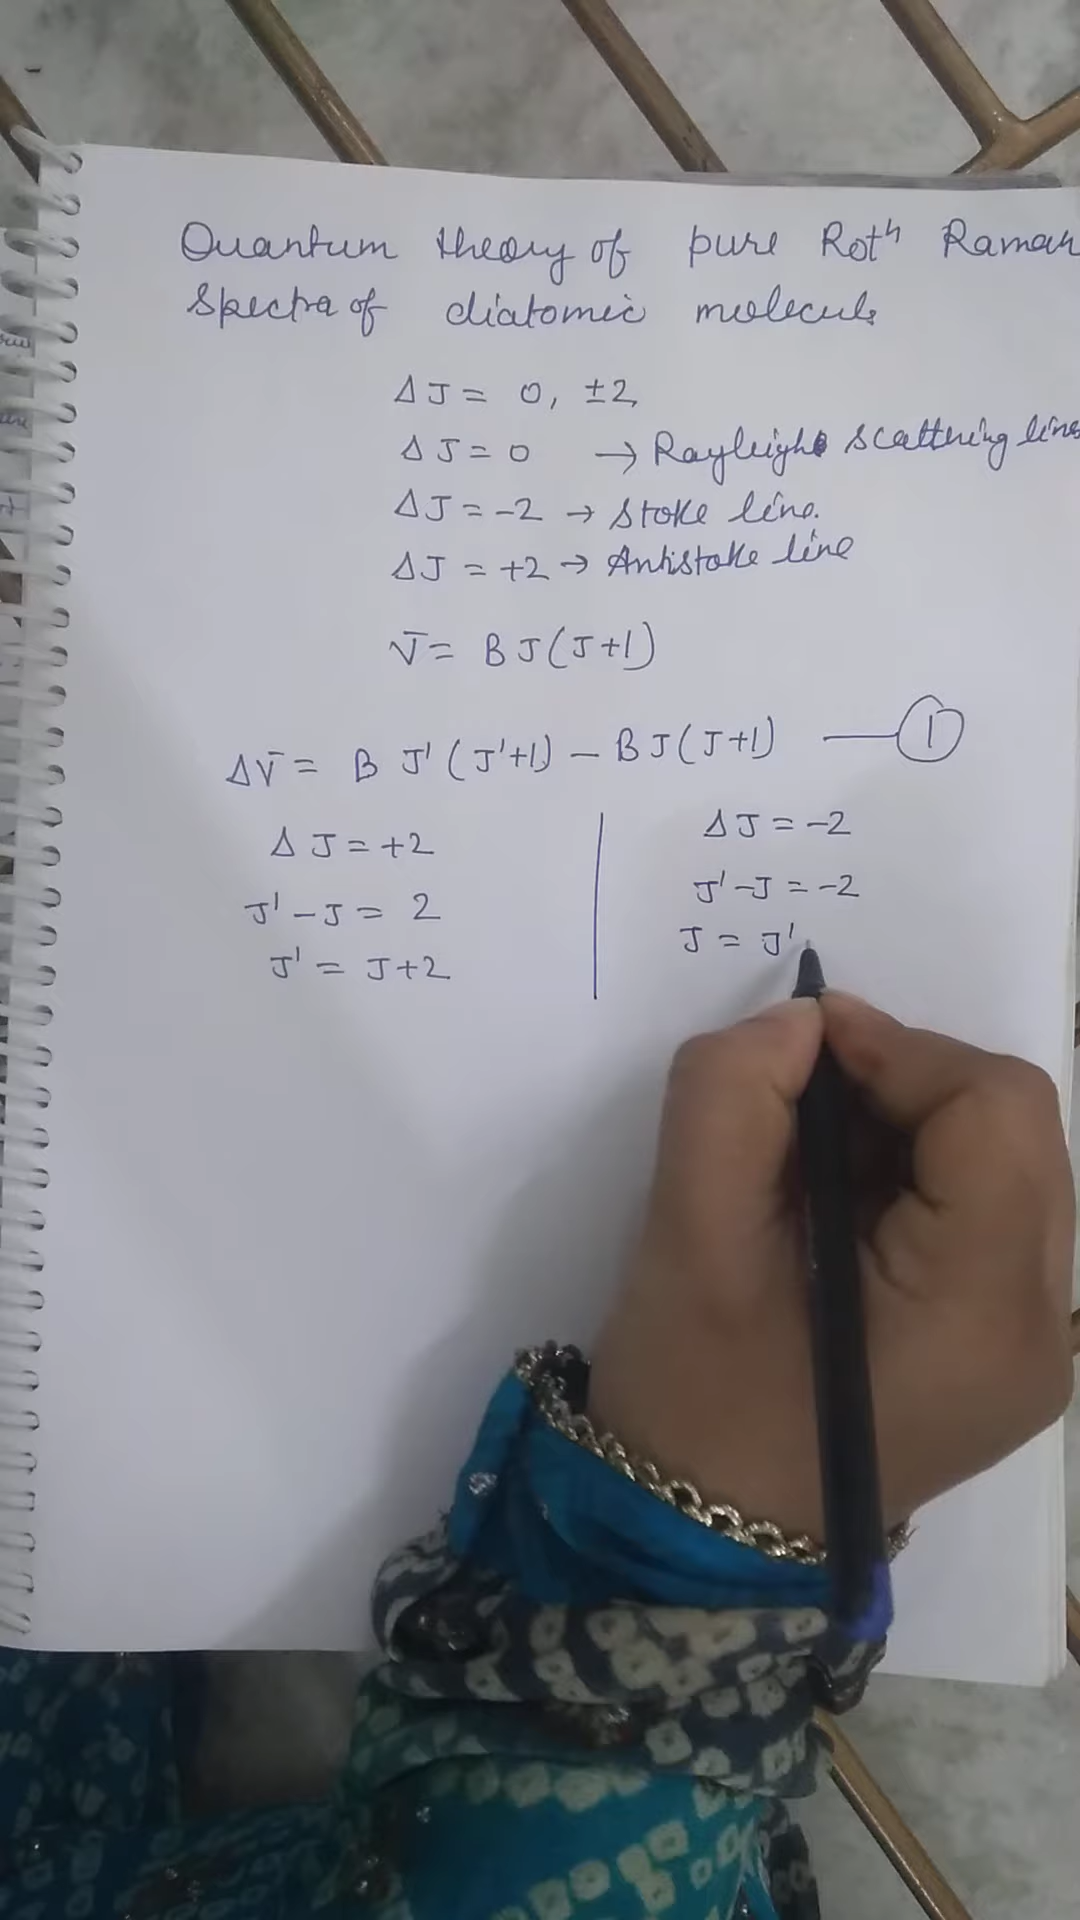 Quantum theory of pure Rotⁿ Raman
Spectra of diatomic molecule
ΔJ = 0, ±2,
ΔJ = 0 → Rayleigh scattering line
ΔJ = -2 → Stoke line.
ΔJ = +2 → Antistoke line
ν̅ = BJ(J+1)
Δν̅ = B J'(J'+1) - BJ(J+1) — 1
ΔJ = +2
J' - J = 2
J' = J+2
ΔJ = -2
J' - J = -2
J = J'